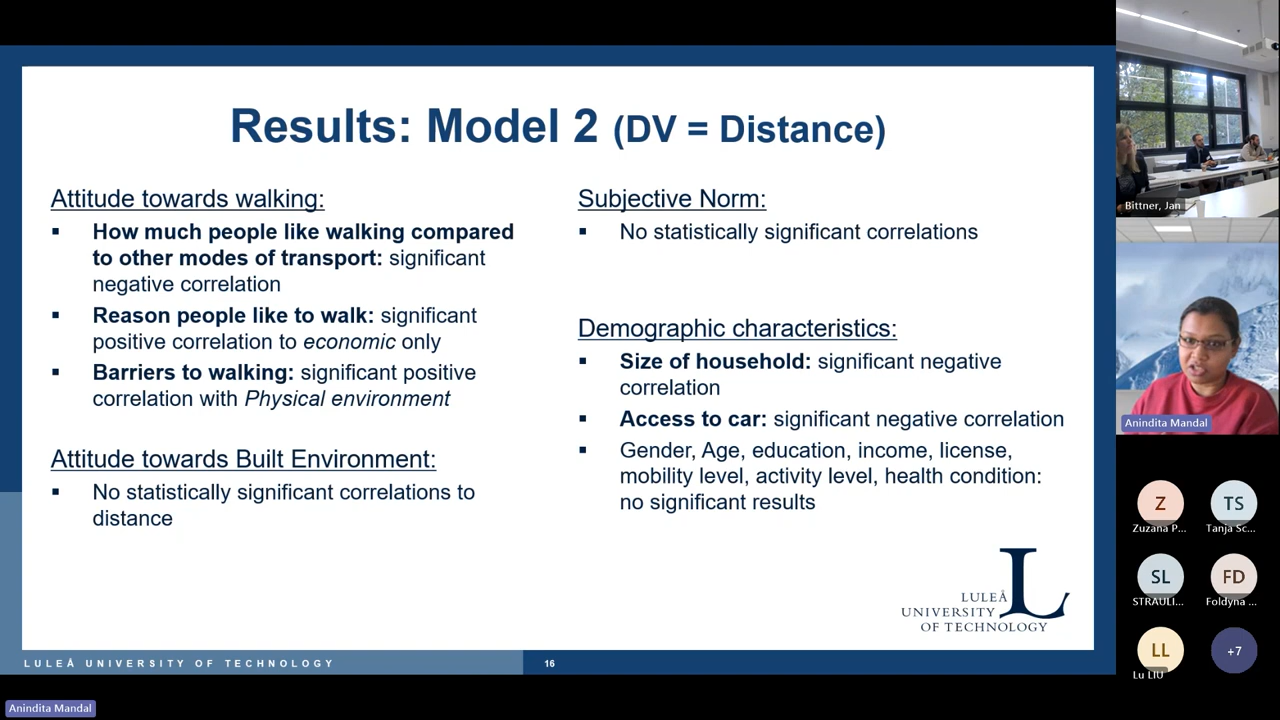 Results: Model 2 (DV = Distance)
Attitude towards walking:
▪ How much people like walking compared
to other modes of transport: significant
negative correlation
▪ Reason people like to walk: significant
positive correlation to economic only
▪ Barriers to walking: significant positive
correlation with Physical environment
Attitude towards Built Environment:
▪ No statistically significant correlations to
distance
Subjective Norm:
▪ No statistically significant correlations
Demographic characteristics:
▪ Size of household: significant negative
correlation
▪ Access to car: significant negative correlation
▪ Gender, Age, education, income, license,
mobility level, activity level, health condition:
no significant results
L
LULEÅ
UNIVERSITY
OF TECHNOLOGY
LULEÅ UNIVERSITY OF TECHNOLOGY
16
Bittner, Jan
Anindita Mandal
Z
Zuzana P...
TS
Tanja Sc...
SL
STRAULI...
FD
Foldyna ...
LL
Lu LIU
+7
Anindita Mandal